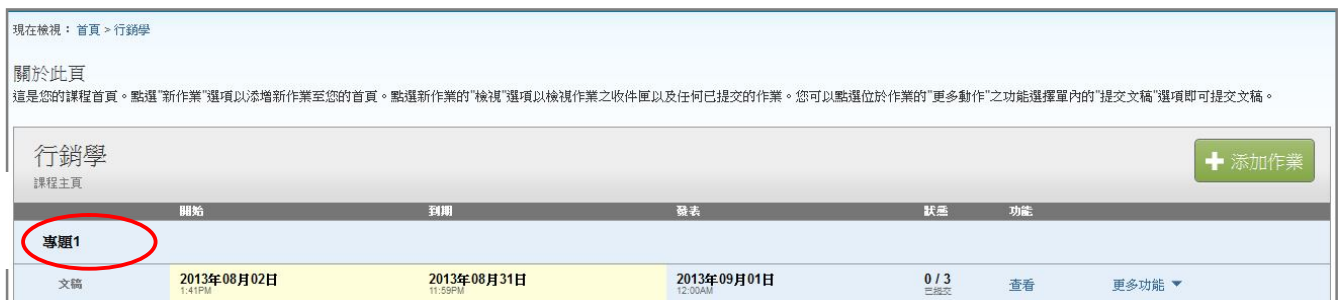 現在檢視：首頁 > 行銷學
關於此頁
這是您的課程首頁。點選"新作業"選項以添增新作業至您的首頁。點選新作業的"檢視"選項以檢視作業之收件匣以及任何已提交的作業。您可以點選位於作業的"更多動作"之功能選擇單內的"提交文稿"選項即可提交文稿。
行銷學
添加作業
課程主頁
開始 到期 發表 狀態 功能
專題1
文稿 2013年08月02日 2013年08月31日 2013年09月01日 0 / 3 查看 更多功能
1:41PM 11:59PM 12:00AM 已提交